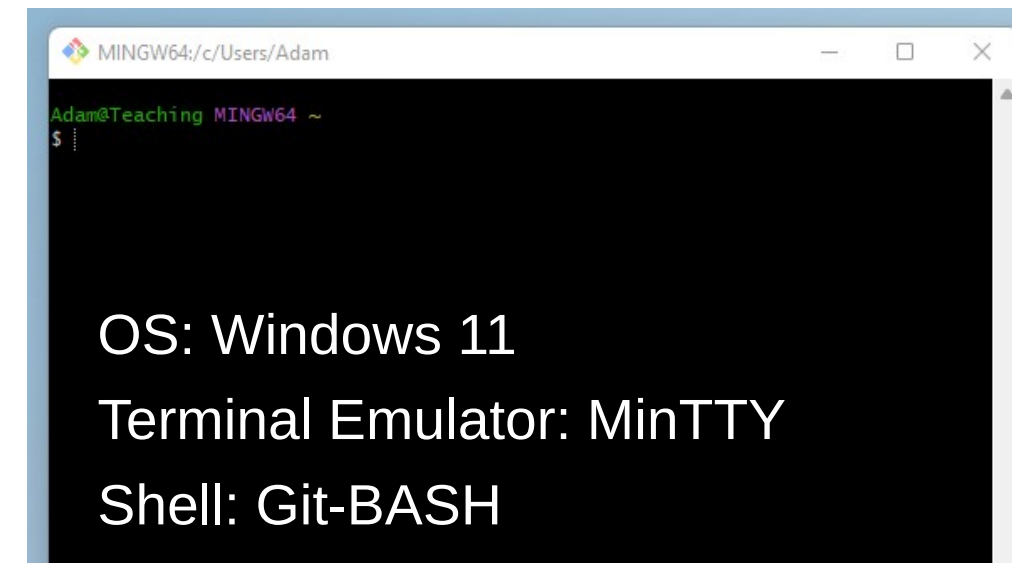 MINGW64:/c/Users/Adam
Adam@Teaching MINGW64 ~
$
OS: Windows 11
Terminal Emulator: MinTTY
Shell: Git-BASH